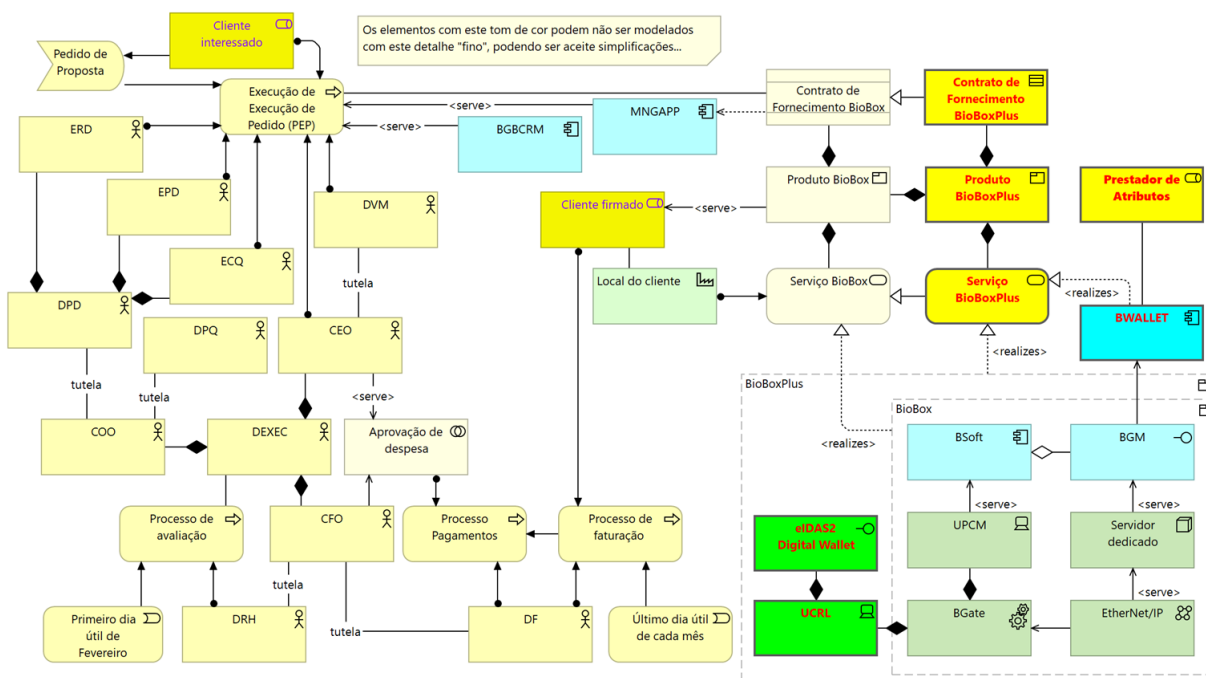 Cliente
interessado
Os elementos com este tom de cor podem não ser modelados
com este detalhe "fino", podendo ser aceite simplificações...
Pedido de
Proposta
Execução de
Execução de
Pedido (PEP)
<serve>
<serve>
BGBCRM
MNGAPP
Contrato de
Fornecimento BioBox
Contrato de
Fornecimento
BioBoxPlus
ERD
EPD
ECQ
DVM
tutela
Cliente firmado
<serve>
Produto BioBox
Produto
BioBoxPlus
Prestador de
Atributos
Local do cliente
Serviço BioBox
Serviço
BioBoxPlus
<realizes>
BWALLET
<realizes>
DPD
DPQ
CEO
tutela
tutela
<serve>
COO
DEXEC
Aprovação de
despesa
<realizes>
BioBoxPlus
BioBox
BSoft
BGM
<serve>
<serve>
Processo de
avaliação
CFO
Processo
Pagamentos
Processo de
faturação
eIDAS2
Digital Wallet
UPCM
Servidor
dedicado
<serve>
tutela
tutela
Primeiro dia
útil de
Fevereiro
DRH
DF
Último dia útil
de cada mês
UCRL
BGate
EtherNet/IP